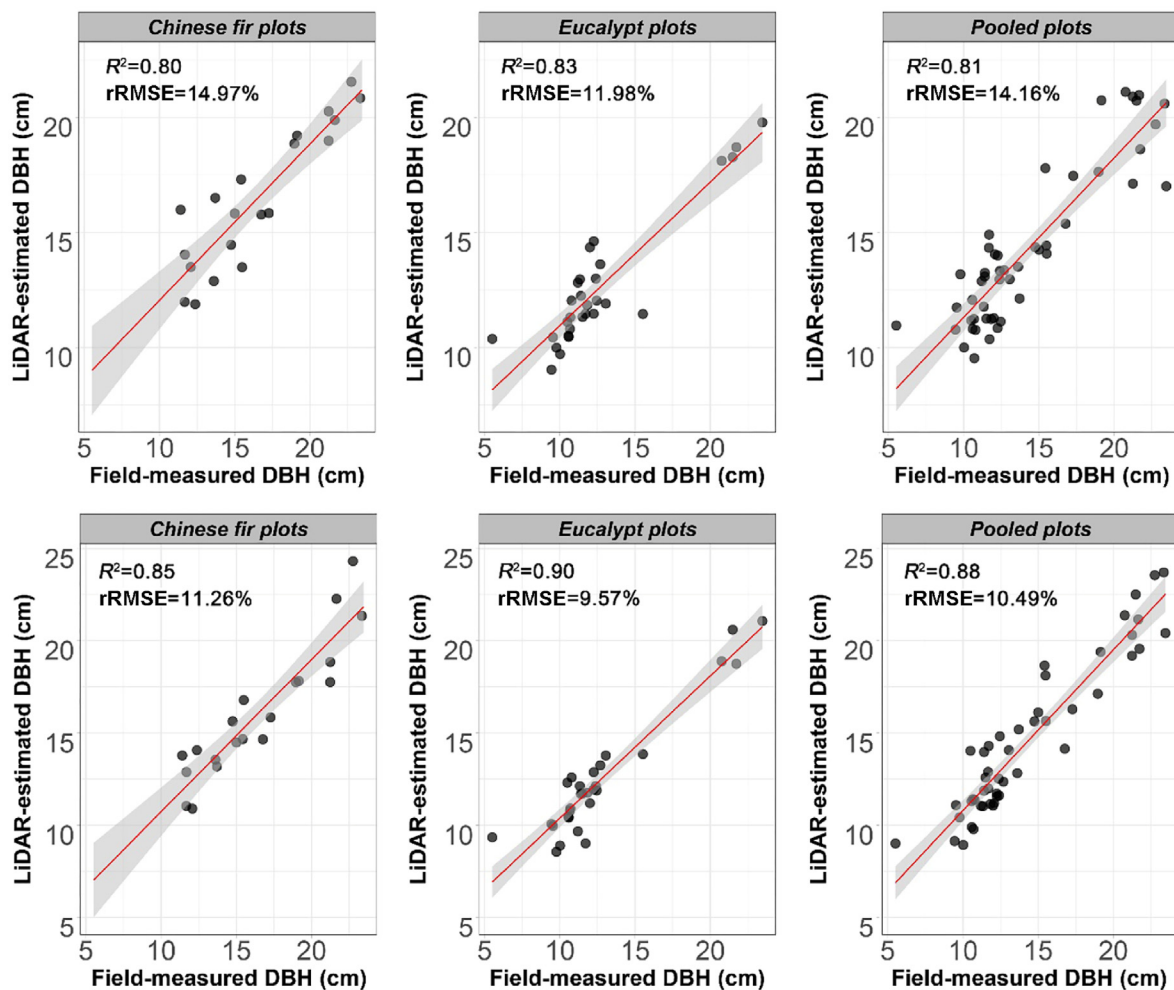 Chinese fir plots
R²=0.80
rRMSE=14.97%
LiDAR-estimated DBH (cm)
20
15
10
5 10 15 20
Field-measured DBH (cm)
Eucalypt plots
R²=0.83
rRMSE=11.98%
LiDAR-estimated DBH (cm)
20
15
10
5 10 15 20
Field-measured DBH (cm)
Pooled plots
R²=0.81
rRMSE=14.16%
LiDAR-estimated DBH (cm)
20
15
10
5 10 15 20
Field-measured DBH (cm)
Chinese fir plots
R²=0.85
rRMSE=11.26%
LiDAR-estimated DBH (cm)
25
20
15
10
5
5 10 15 20
Field-measured DBH (cm)
Eucalypt plots
R²=0.90
rRMSE=9.57%
LiDAR-estimated DBH (cm)
25
20
15
10
5
5 10 15 20
Field-measured DBH (cm)
Pooled plots
R²=0.88
rRMSE=10.49%
LiDAR-estimated DBH (cm)
25
20
15
10
5
5 10 15 20
Field-measured DBH (cm)